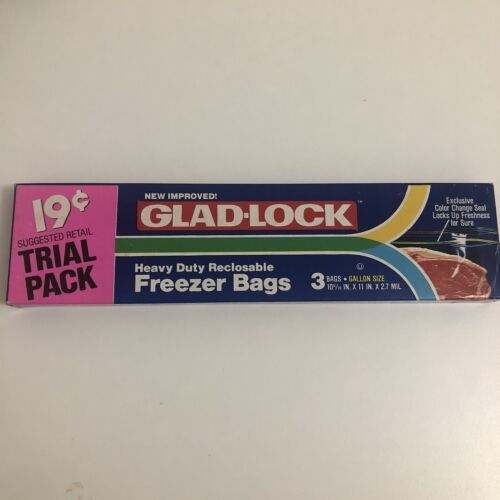 19¢
SUGGESTED RETAIL
TRIAL
PACK
NEW IMPROVED!
GLAD-LOCK™
Heavy Duty Reclosable
Freezer Bags
3 BAGS • GALLON SIZE
10 9/16 IN. X 11 IN. X 2.7 MIL
Exclusive
Color Change Seal
Locks Up Freshness
for Sure